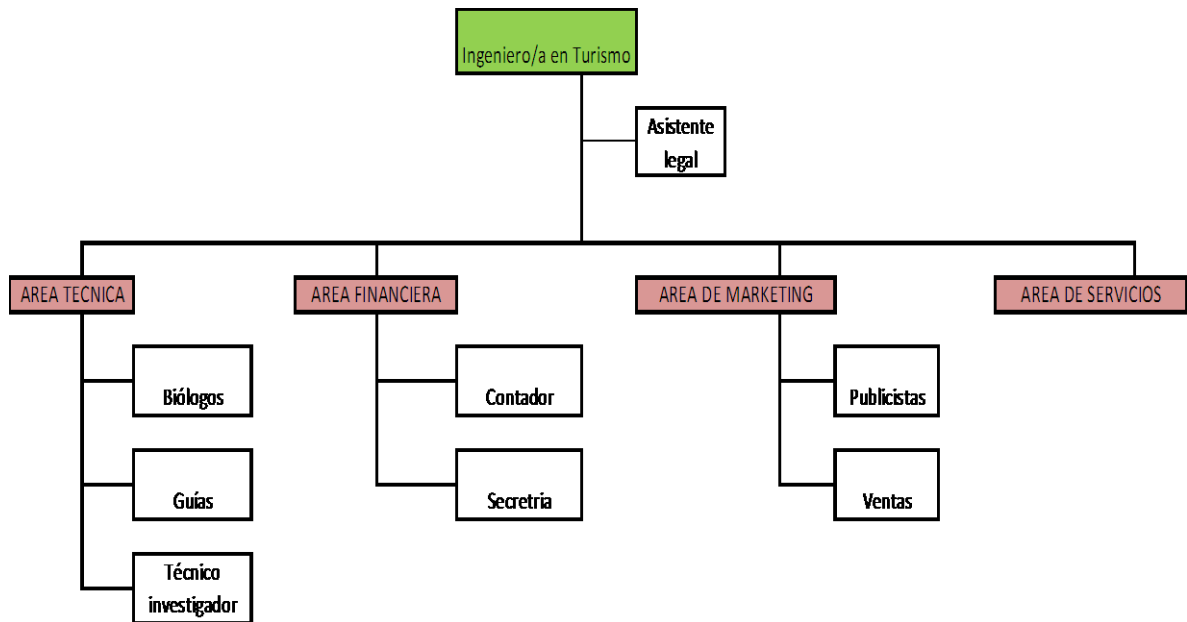 Ingeniero/a en Turismo
Asistente
legal
AREA TECNICA
AREA FINANCIERA
AREA DE MARKETING
AREA DE SERVICIOS
Biólogos
Contador
Publicistas
Guías
Secretria
Ventas
Técnico
investigador